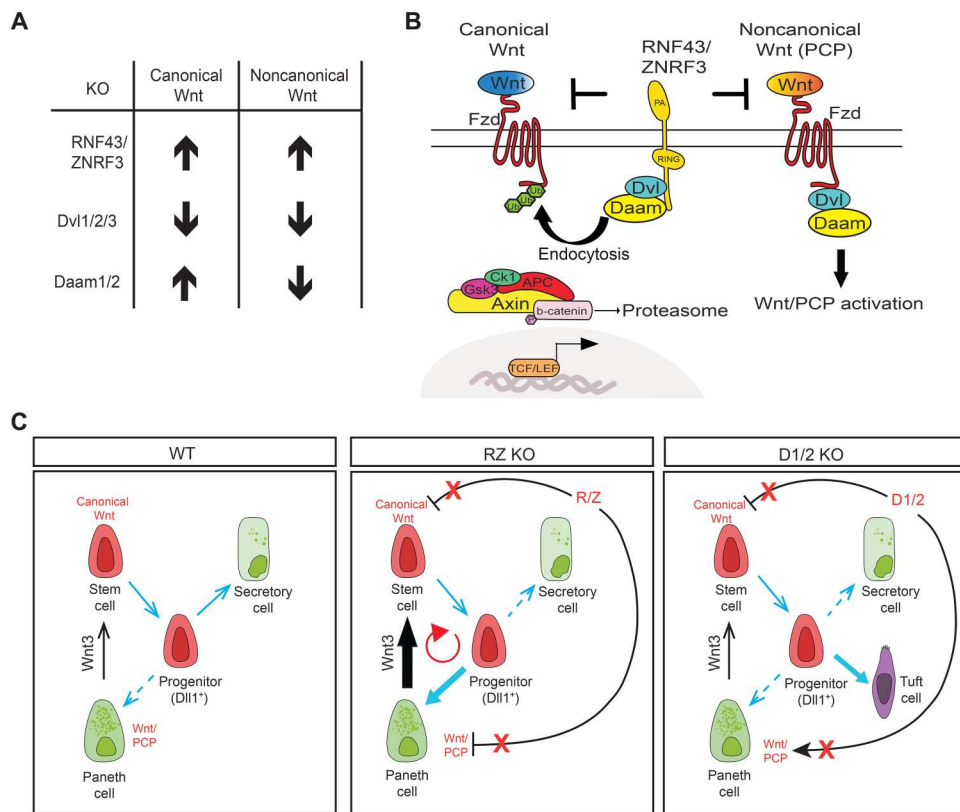 A
KO
Canonical
Wnt
Noncanonical
Wnt
RNF43/
ZNRF3
Dvl1/2/3
Daam1/2
B
Canonical
Wnt
RNF43/
ZNRF3
Noncanonical
Wnt (PCP)
Wnt
PA
Wnt
Fzd
Fzd
RING
Ub
Ub
Ub
Dvl
Daam
Dvl
Daam
Endocytosis
Ck1
Gsk3
APC
Axin
b-catenin
P
Proteasome
Wnt/PCP activation
TCF/LEF
C
WT
Canonical
Wnt
Stem
cell
Secretory
cell
Wnt3
Progenitor
(Dll1+)
Wnt/
PCP
Paneth
cell
RZ KO
Canonical
Wnt
X
R/Z
Stem
cell
Secretory
cell
Wnt3
Progenitor
(Dll1+)
Wnt/
PCP
X
Paneth
cell
D1/2 KO
Canonical
Wnt
X
D1/2
Stem
cell
Secretory
cell
Wnt3
Progenitor
(Dll1+)
Tuft
cell
Wnt/
PCP
X
Paneth
cell